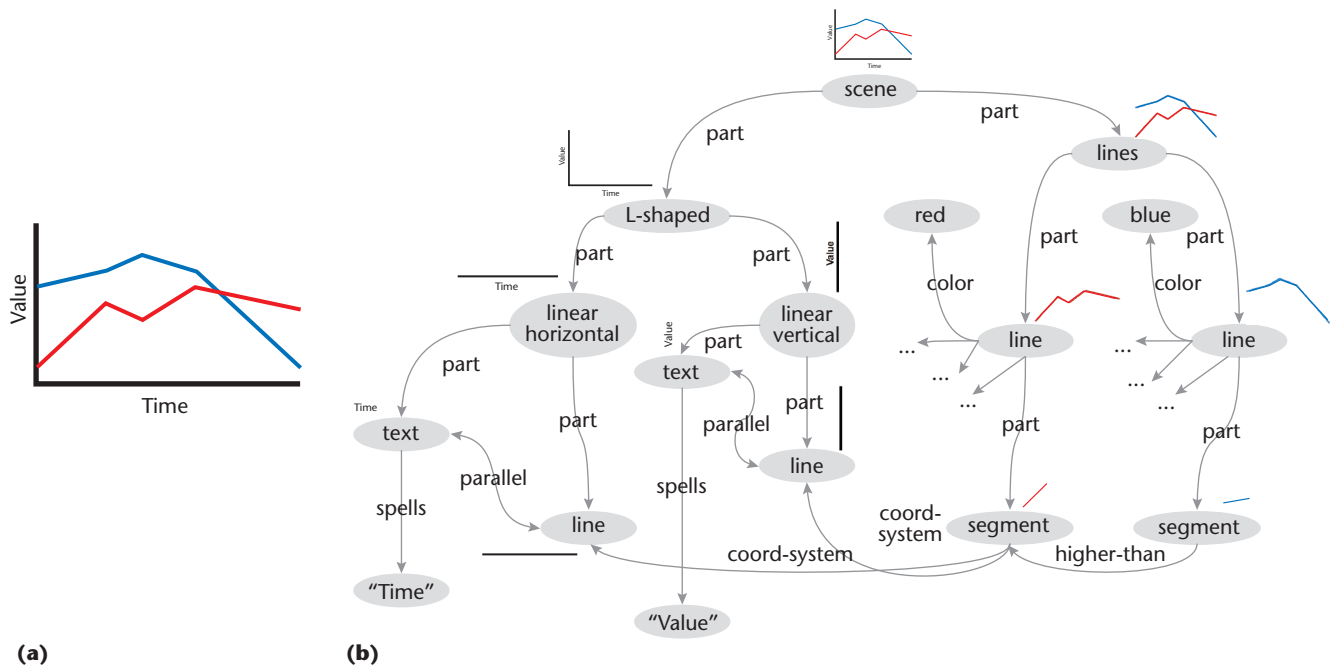 Value
Time
(a)
Value
Time
scene
part
part
lines
Value
Time
L-shaped
red
blue
part
part
Value
part
part
Time
color
color
linear
horizontal
Value
linear
vertical
line
line
part
part
text
...
...
...
...
...
...
Time
text
part
part
parallel
part
part
parallel
line
spells
spells
line
coord-
system
segment
segment
coord-system
higher-than
“Time”
“Value”
(b)